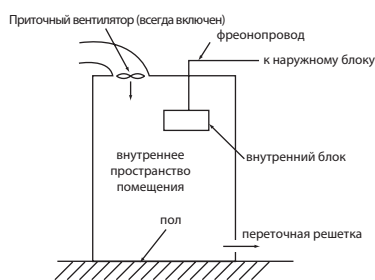 Приточный вентилятор (всегда включен)
фреонопровод
к наружному блоку
внутренний блок
внутреннее
пространство
помещения
пол
переточная решетка